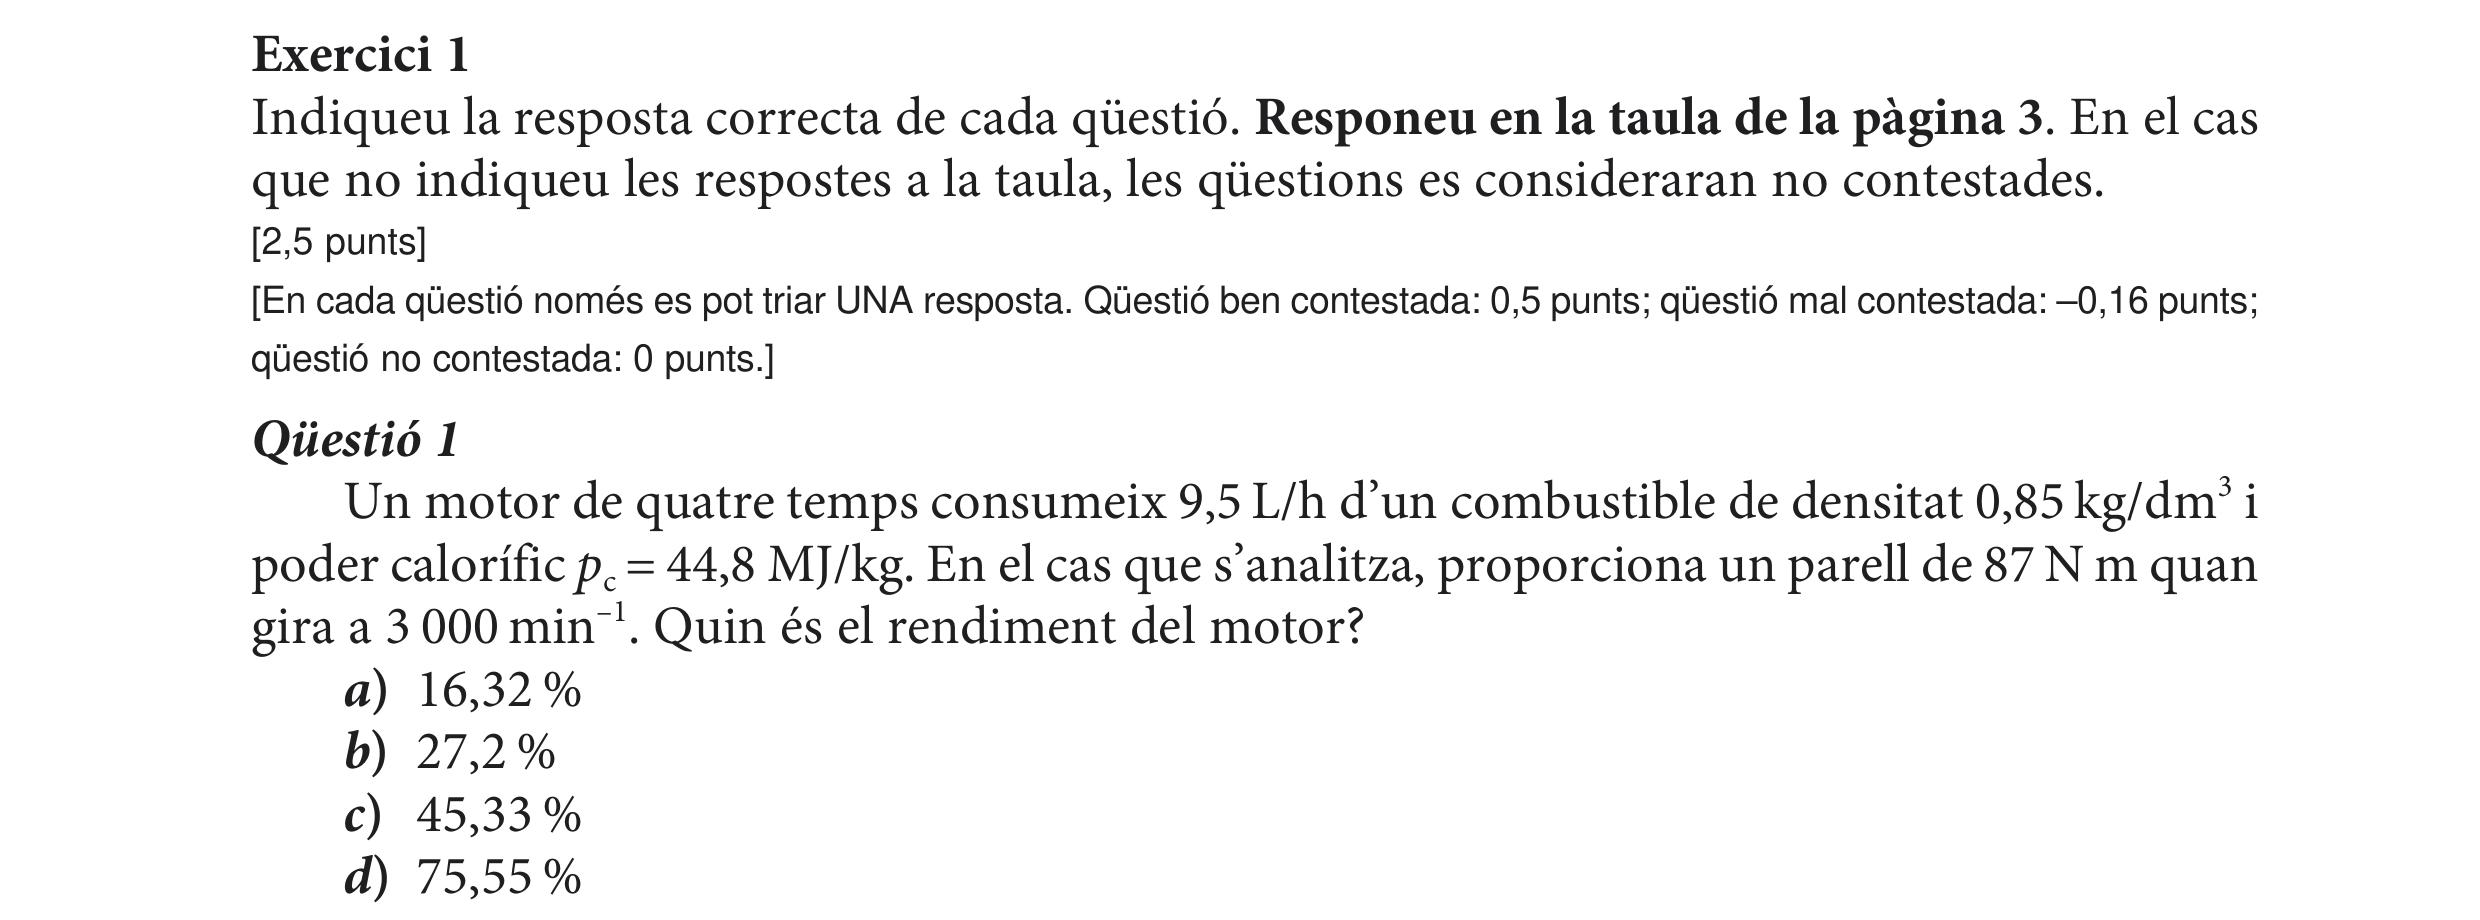 Exercici 1
Indiqueu la resposta correcta de cada qüestió. Responeu en la taula de la pàgina 3. En el cas
que no indiqueu les respostes a la taula, les qüestions es consideraran no contestades.
[2,5 punts]
[En cada qüestió només es pot triar UNA resposta. Qüestió ben contestada: 0,5 punts; qüestió mal contestada: –0,16 punts;
qüestió no contestada: 0 punts.]
Qüestió 1
Un motor de quatre temps consumeix 9,5 L/h d’un combustible de densitat 0,85 kg/dm³ i
poder calorífic p_c = 44,8 MJ/kg. En el cas que s’analitza, proporciona un parell de 87 N m quan
gira a 3 000 min⁻¹. Quin és el rendiment del motor?
a) 16,32 %
b) 27,2 %
c) 45,33 %
d) 75,55 %